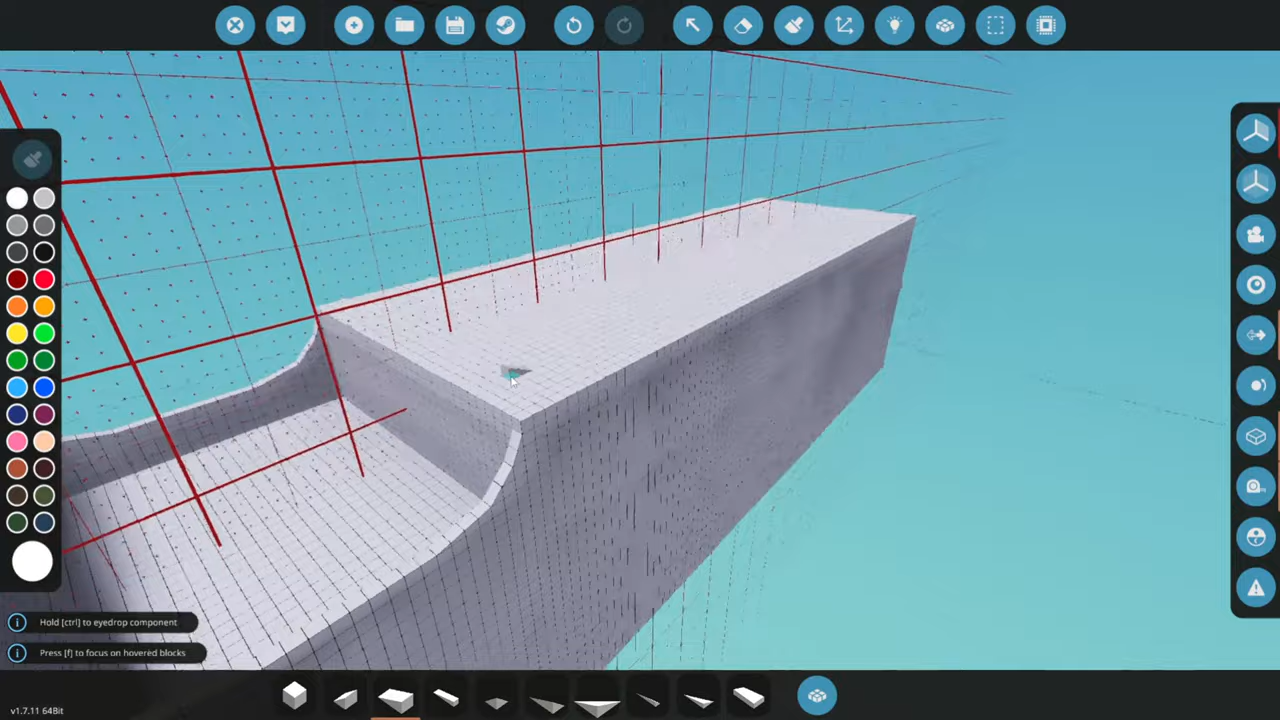 Hold [ctrl] to eyedrop component
Press [f] to focus on hovered blocks
v1.7.11 64Bit